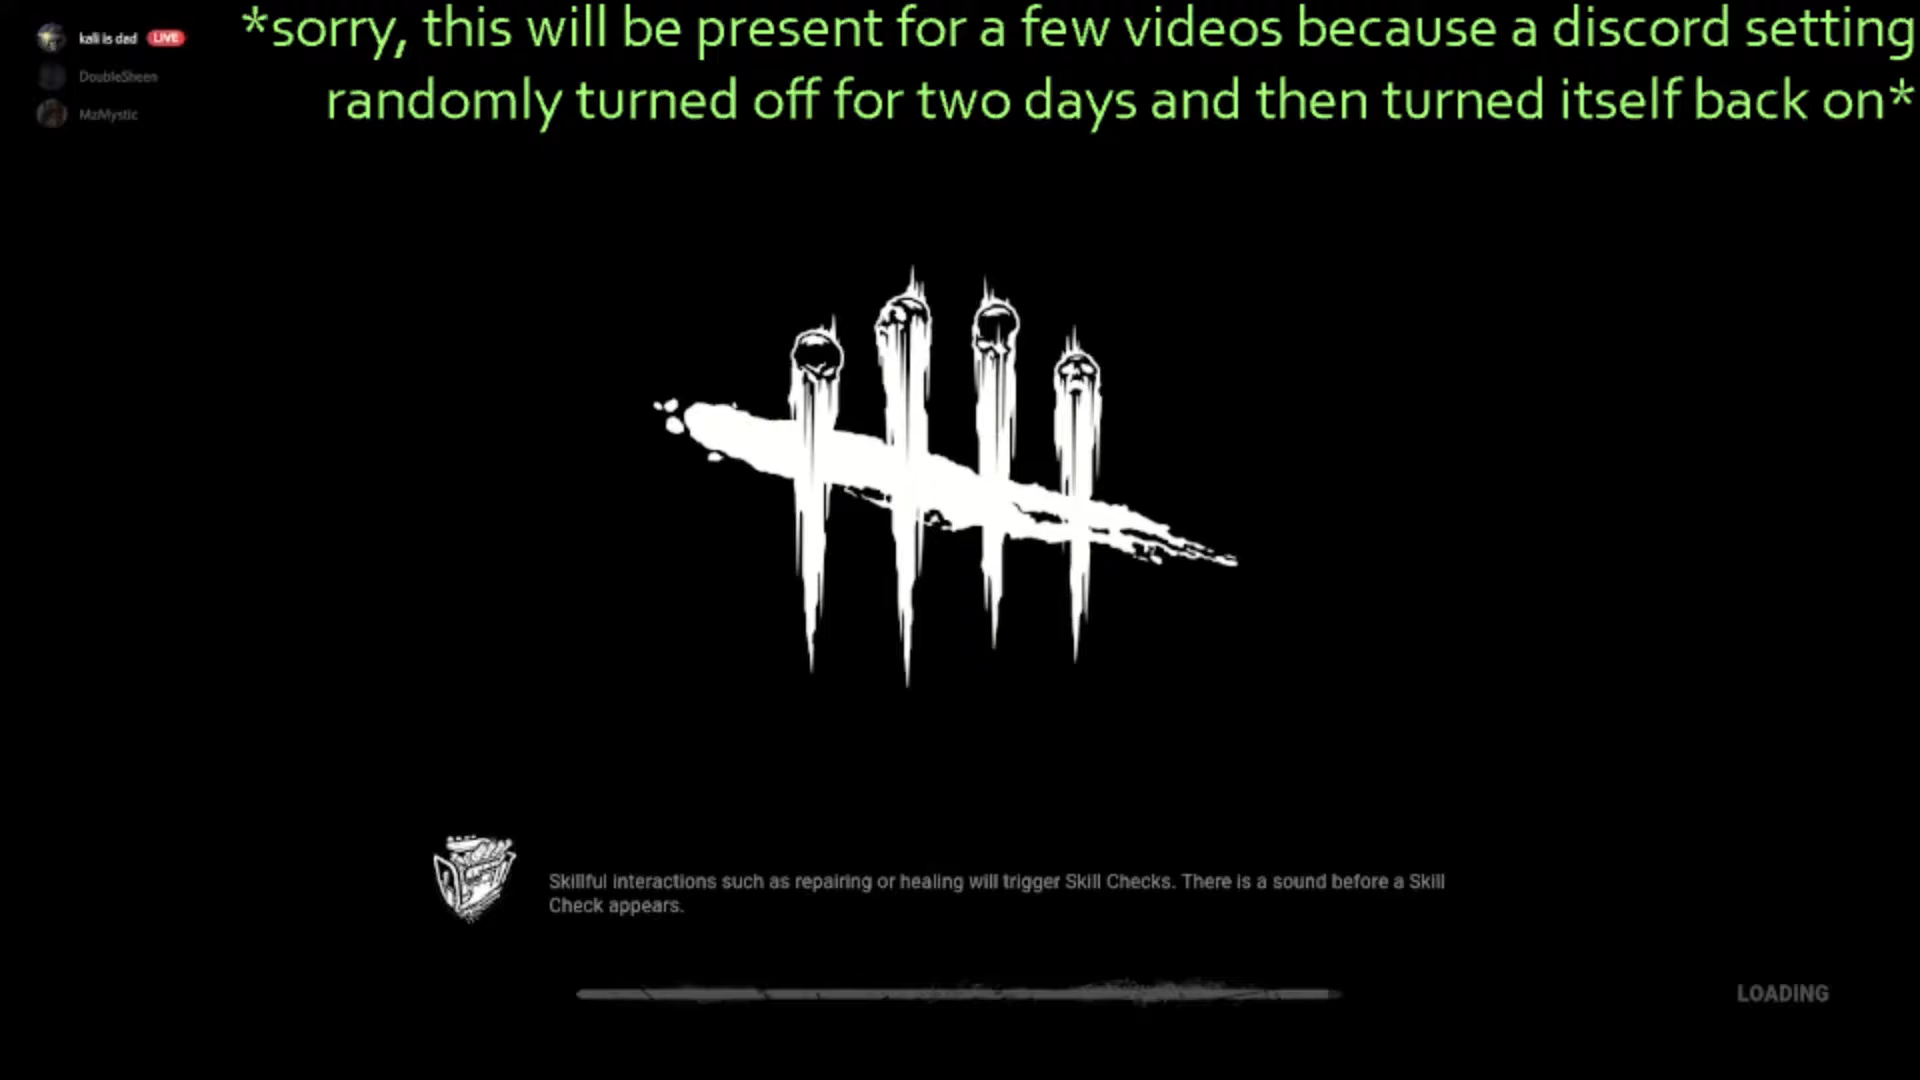 kali is dad LIVE
DoubleSheen
MzMystic
*sorry, this will be present for a few videos because a discord setting
randomly turned off for two days and then turned itself back on*
Skillful interactions such as repairing or healing will trigger Skill Checks. There is a sound before a Skill
Check appears.
LOADING